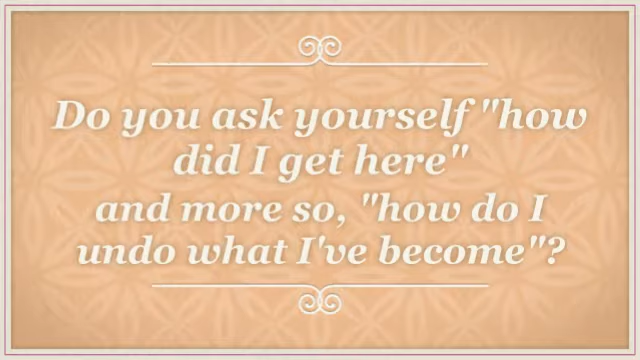 Do you ask yourself "how
did I get here"
and more so, "how do I
undo what I've become"?